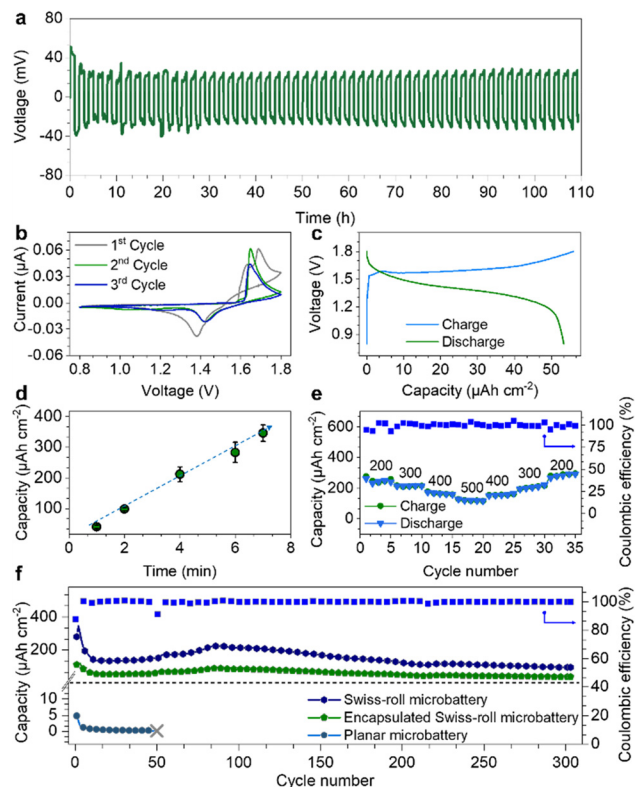 a
80
40
0
-40
-80
Votlage (mV)
0 10 20 30 40 50 60 70 80 90 100 110
Time (h)
b
0.06
0.03
0.00
-0.03
-0.06
Current (μA)
1st Cycle
2nd Cycle
3rd Cycle
0.8 1.0 1.2 1.4 1.6 1.8
Voltage (V)
c
1.8
1.5
1.2
0.9
Voltage (V)
Charge
Discharge
0 10 20 30 40 50
Capacity (μAh cm-2)
d
400
300
200
100
Capacity (μAh cm-2)
0 2 4 6 8
Time (min)
e
600
400
200
0
Capacity (μAh cm-2)
200 300 400 500 400 300 200
Charge
Discharge
100
75
50
25
0
Coulombic efficiency (%)
0 5 10 15 20 25 30 35
Cycle number
f
400
200
10
5
0
Capacity (μAh cm-2)
Swiss-roll microbattery
Encapsulated Swiss-roll microbattery
Planar microbattery
100
80
60
40
20
0
Coulombic efficiency (%)
0 50 100 150 200 250 300
Cycle number